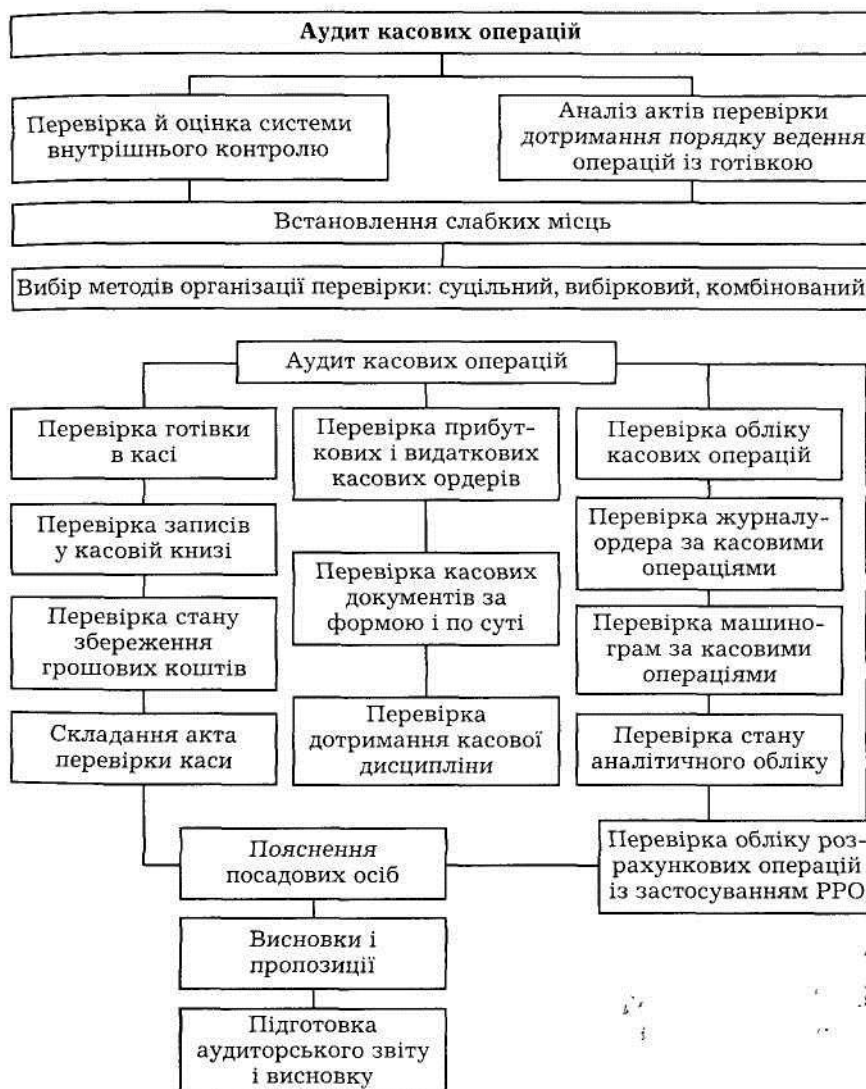 Аудит касових операцій
Перевірка й оцінка системи
внутрішнього контролю
Аналіз актів перевірки
дотримання порядку ведення
операцій із готівкою
Встановлення слабких місць
Вибір методів організації перевірки: суцільний, вибірковий, комбінований
Аудит касових операцій
Перевірка готівки
в касі
Перевірка записів
у касовій книзі
Перевірка стану
збереження
грошових коштів
Складання акта
перевірки каси
Перевірка прибут-
кових і видаткових
касових ордерів
Перевірка касових
документів за
формою і по суті
Перевірка
дотримання касової
дисципліни
Перевірка обліку
касових операцій
Перевірка журналу-
ордера за касовими
операціями
Перевірка машино-
грам за касовими
операціями
Перевірка стану
аналітичного обліку
Перевірка обліку роз-
рахункових операцій
із застосуванням РРО
Пояснення
посадових осіб
Висновки і
пропозиції
Підготовка
аудиторського звіту
і висновку